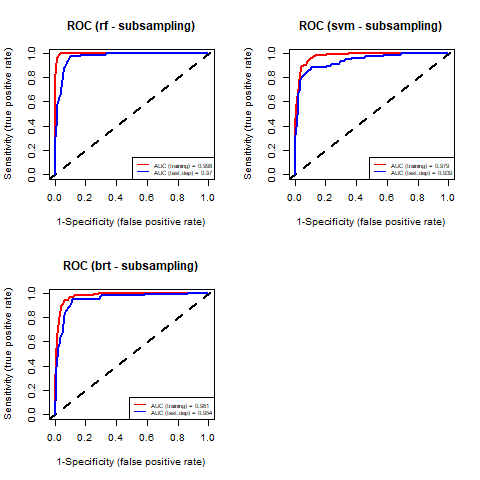 ROC (rf - subsampling)
Sensitivity (true positive rate)
1.0
0.8
0.6
0.4
0.2
0.0
AUC (training) = 0.998
AUC (test.dep) = 0.97
0.0 0.2 0.4 0.6 0.8 1.0
1-Specificity (false positive rate)
ROC (svm - subsampling)
Sensitivity (true positive rate)
1.0
0.8
0.6
0.4
0.2
0.0
AUC (training) = 0.979
AUC (test.dep) = 0.939
0.0 0.2 0.4 0.6 0.8 1.0
1-Specificity (false positive rate)
ROC (brt - subsampling)
Sensitivity (true positive rate)
1.0
0.8
0.6
0.4
0.2
0.0
AUC (training) = 0.981
AUC (test.dep) = 0.954
0.0 0.2 0.4 0.6 0.8 1.0
1-Specificity (false positive rate)